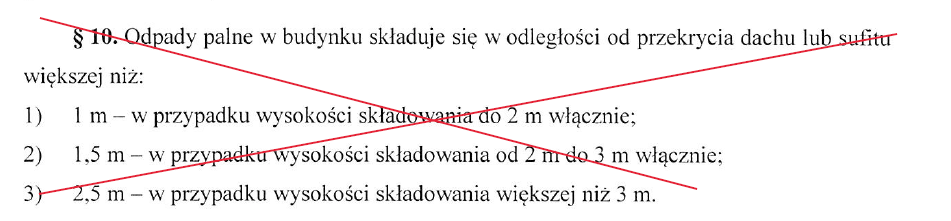 § 10. Odpady palne w budynku składuje się w odległości od przekrycia dachu lub sufitu
większej niż:
1) 1 m – w przypadku wysokości składowania do 2 m włącznie;
2) 1,5 m – w przypadku wysokości składowania od 2 m do 3 m włącznie;
3) 2,5 m – w przypadku wysokości składowania większej niż 3 m.